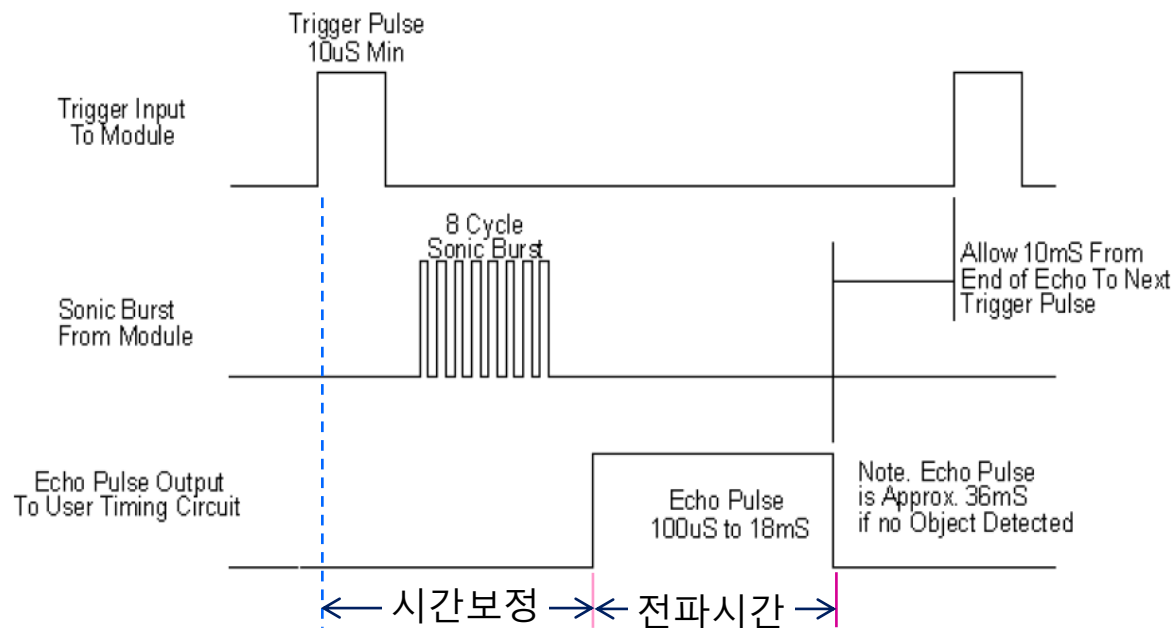 Trigger Pulse
10uS Min
Trigger Input
To Module
8 Cycle
Sonic Burst
Allow 10mS From
End of Echo To Next
Trigger Pulse
Sonic Burst
From Module
Echo Pulse Output
To User Timing Circuit
Echo Pulse
100uS to 18mS
Note. Echo Pulse
is Approx. 36mS
if no Object Detected
시간보정
전파시간